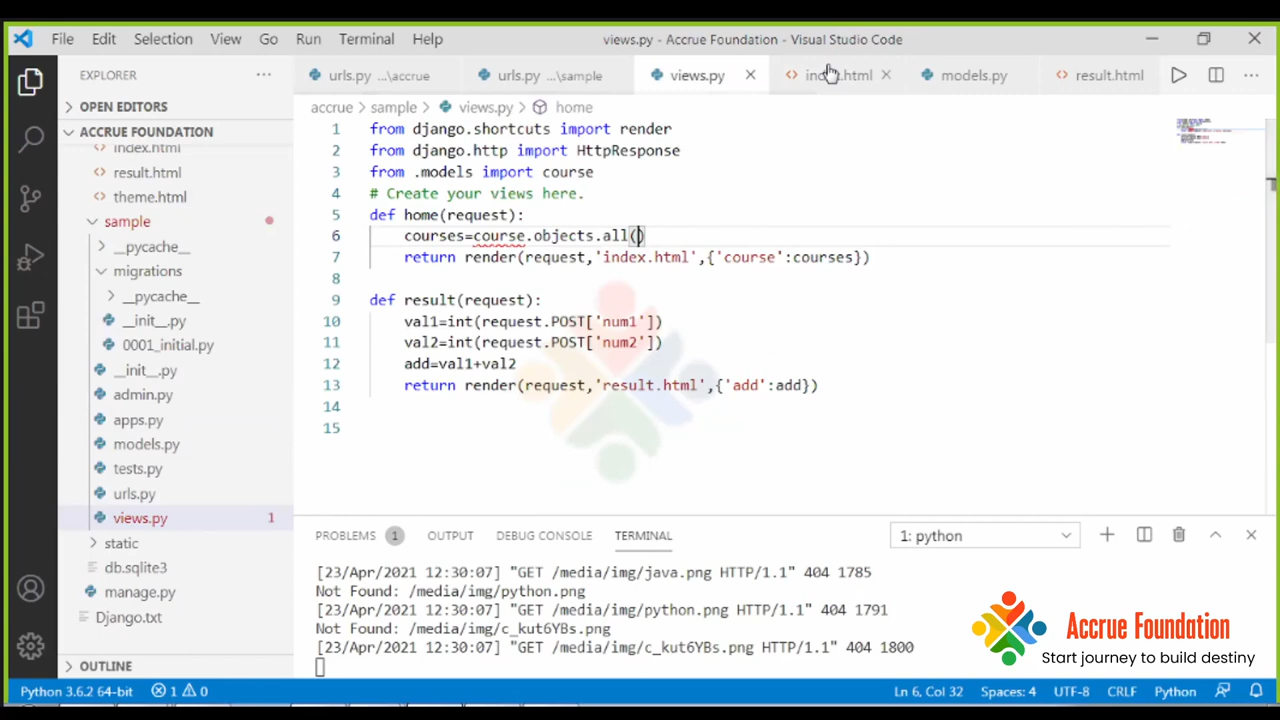 File Edit Selection View Go Run Terminal Help views.py - Accrue Foundation - Visual Studio Code
EXPLORER
OPEN EDITORS
ACCRUE FOUNDATION
index.html
result.html
theme.html
sample
__pycache__
migrations
__pycache__
__init__.py
0001_initial.py
__init__.py
admin.py
apps.py
models.py
tests.py
urls.py
views.py 1
static
db.sqlite3
manage.py
Django.txt
OUTLINE
urls.py ...\accrue urls.py ...\sample views.py index.html models.py result.html
accrue > sample > views.py > home
1 from django.shortcuts import render
2 from django.http import HttpResponse
3 from .models import course
4 # Create your views here.
5 def home(request):
6 courses=course.objects.all()
7 return render(request,'index.html',{'course':courses})
8
9 def result(request):
10 val1=int(request.POST['num1'])
11 val2=int(request.POST['num2'])
12 add=val1+val2
13 return render(request,'result.html',{'add':add})
14
15
PROBLEMS 1 OUTPUT DEBUG CONSOLE TERMINAL 1: python
[23/Apr/2021 12:30:07] "GET /media/img/java.png HTTP/1.1" 404 1785
Not Found: /media/img/python.png
[23/Apr/2021 12:30:07] "GET /media/img/python.png HTTP/1.1" 404 1791
Not Found: /media/img/c_kut6YBs.png
[23/Apr/2021 12:30:07] "GET /media/img/c_kut6YBs.png HTTP/1.1" 404 1800
Accrue Foundation
Start journey to build destiny
Python 3.6.2 64-bit 1 0 Ln 6, Col 32 Spaces: 4 UTF-8 CRLF Python